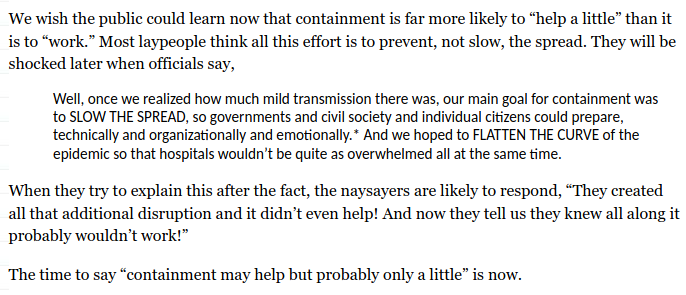 We wish the public could learn now that containment is far more likely to “help a little” than it
is to “work.” Most laypeople think all this effort is to prevent, not slow, the spread. They will be
shocked later when officials say,
Well, once we realized how much mild transmission there was, our main goal for containment was
to SLOW THE SPREAD, so governments and civil society and individual citizens could prepare,
technically and organizationally and emotionally.* And we hoped to FLATTEN THE CURVE of the
epidemic so that hospitals wouldn’t be quite as overwhelmed all at the same time.
When they try to explain this after the fact, the naysayers are likely to respond, “They created
all that additional disruption and it didn’t even help! And now they tell us they knew all along it
probably wouldn’t work!”
The time to say “containment may help but probably only a little” is now.